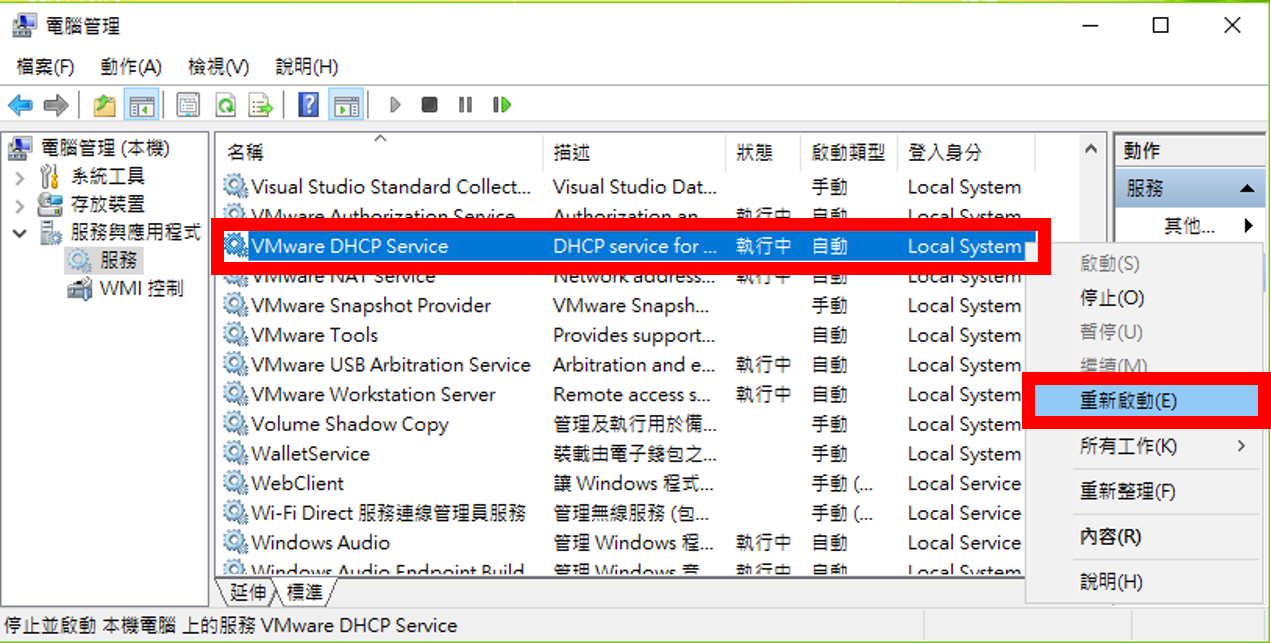 電腦管理
檔案(F) 動作(A) 檢視(V) 說明(H)
電腦管理 (本機)
系統工具
存放裝置
服務與應用程式
服務
WMI 控制
名稱 描述 狀態 啟動類型 登入身分
Visual Studio Standard Collect... Visual Studio Dat... 手動 Local System
VMware Authorization Service Authorization an... 執行中 自動 Local System
VMware DHCP Service DHCP service for ... 執行中 自動 Local System
VMware NAT Service Network address... 執行中 自動 Local System
VMware Snapshot Provider VMware Snapsh... 手動 Local System
VMware Tools Provides support... 自動 Local System
VMware USB Arbitration Service Arbitration and e... 執行中 自動 Local System
VMware Workstation Server Remote access s... 執行中 自動 Local System
Volume Shadow Copy 管理及執行用於備... 手動 Local System
WalletService 裝載由電子錢包之... 手動 Local System
WebClient 讓 Windows 程式... 手動 (... Local Service
Wi-Fi Direct 服務連線管理員服務 管理無線服務 (包... 手動 (... Local Service
Windows Audio 管理 Windows 程... 執行中 自動 Local Service
Windows Audio Endpoint Build... 管理 Windows 音... 執行中 自動 Local System
延伸 標準
動作
服務
其他...
啟動(S)
停止(O)
暫停(U)
繼續(M)
重新啟動(E)
所有工作(K)
重新整理(F)
內容(R)
說明(H)
停止並啟動 本機電腦 上的服務 VMware DHCP Service